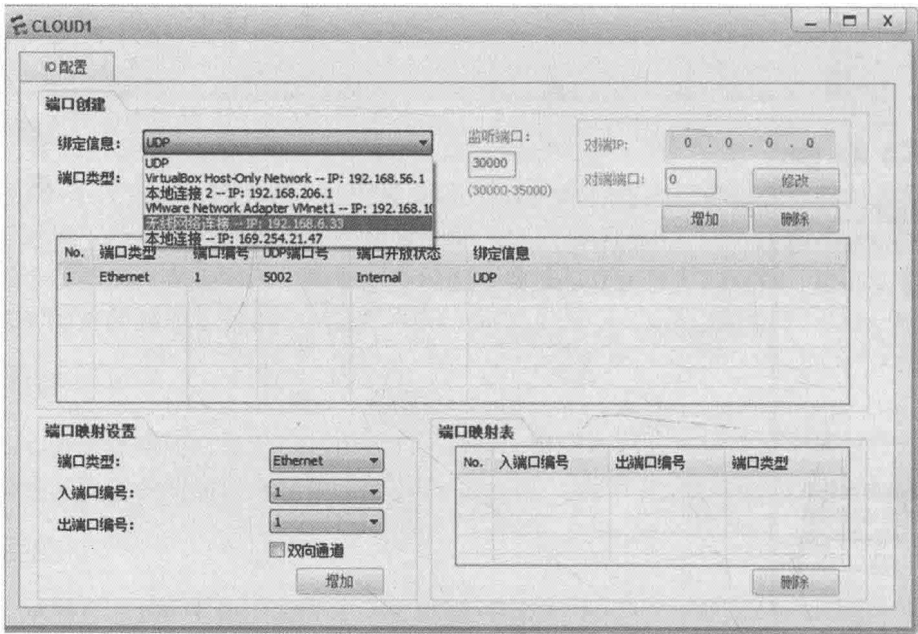 CLOUD1
IO 配置
端口创建
绑定信息: UDP
监听端口:
30000
(30000-35000)
对端IP: 0 . 0 . 0 . 0
对端端口: 0 修改
增加 删除
端口类型:
UDP
VirtualBox Host-Only Network -- IP: 192.168.56.1
本地连接 2 -- IP: 192.168.206.1
VMware Network Adapter VMnet1 -- IP: 192.168.10
无线网络连接 -- IP: 192.168.6.33
本地连接 -- IP: 169.254.21.47
No. 端口类型 端口编号 UDP端口号 端口开放状态 绑定信息
1 Ethernet 1 5002 Internal UDP
端口映射设置
端口类型: Ethernet
入端口编号: 1
出端口编号: 1
双向通道
增加
端口映射表
No. 入端口编号 出端口编号 端口类型
删除